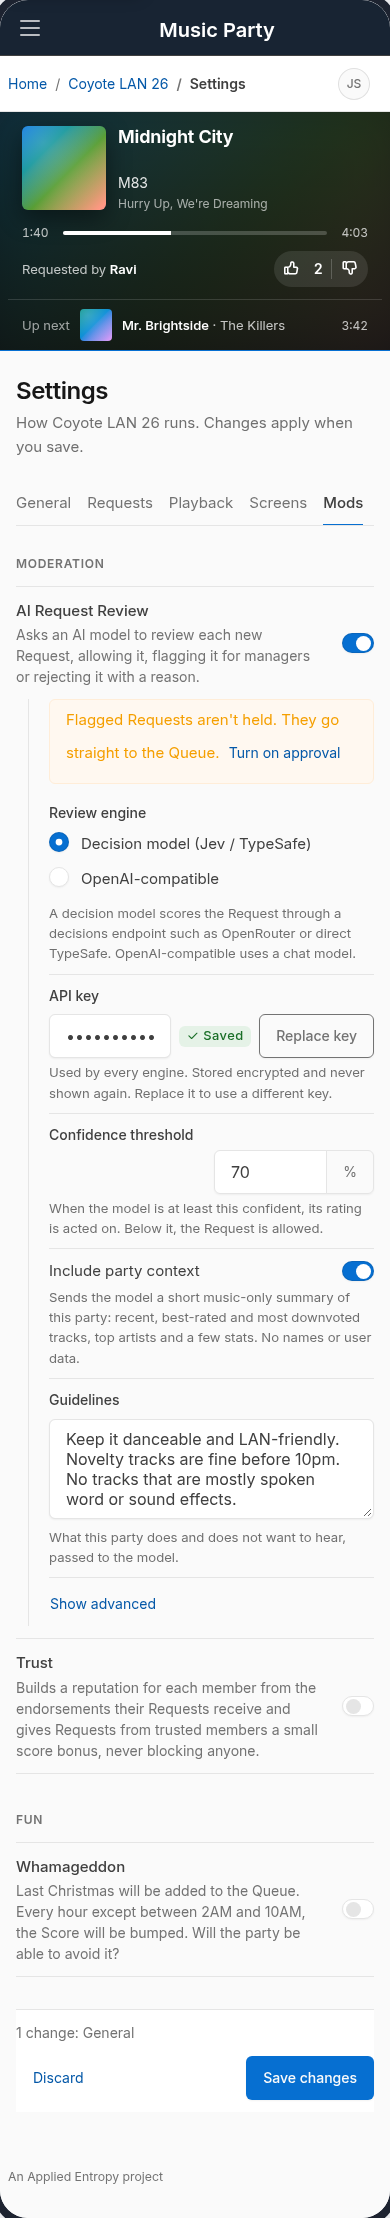 Music Party
Home / Coyote LAN 26 / Settings
JS
Midnight City
M83
Hurry Up, We're Dreaming
1:40
4:03
Requested by Ravi
2
Up next
Mr. Brightside · The Killers
3:42
Settings
How Coyote LAN 26 runs. Changes apply when
you save.
General Requests Playback Screens Mods
MODERATION
AI Request Review
Asks an AI model to review each new
Request, allowing it, flagging it for managers
or rejecting it with a reason.
Flagged Requests aren't held. They go
straight to the Queue. Turn on approval
Review engine
Decision model (Jev / TypeSafe)
OpenAI-compatible
A decision model scores the Request through a
decisions endpoint such as OpenRouter or direct
TypeSafe. OpenAI-compatible uses a chat model.
API key
••••••••••
✓ Saved
Replace key
Used by every engine. Stored encrypted and never
shown again. Replace it to use a different key.
Confidence threshold
70 %
When the model is at least this confident, its rating
is acted on. Below it, the Request is allowed.
Include party context
Sends the model a short music-only summary of
this party: recent, best-rated and most downvoted
tracks, top artists and a few stats. No names or user
data.
Guidelines
Keep it danceable and LAN-friendly.
Novelty tracks are fine before 10pm.
No tracks that are mostly spoken
word or sound effects.
What this party does and does not want to hear,
passed to the model.
Show advanced
Trust
Builds a reputation for each member from the
endorsements their Requests receive and
gives Requests from trusted members a small
score bonus, never blocking anyone.
FUN
Whamageddon
Last Christmas will be added to the Queue.
Every hour except between 2AM and 10AM,
the Score will be bumped. Will the party be
able to avoid it?
1 change: General
Discard
Save changes
An Applied Entropy project